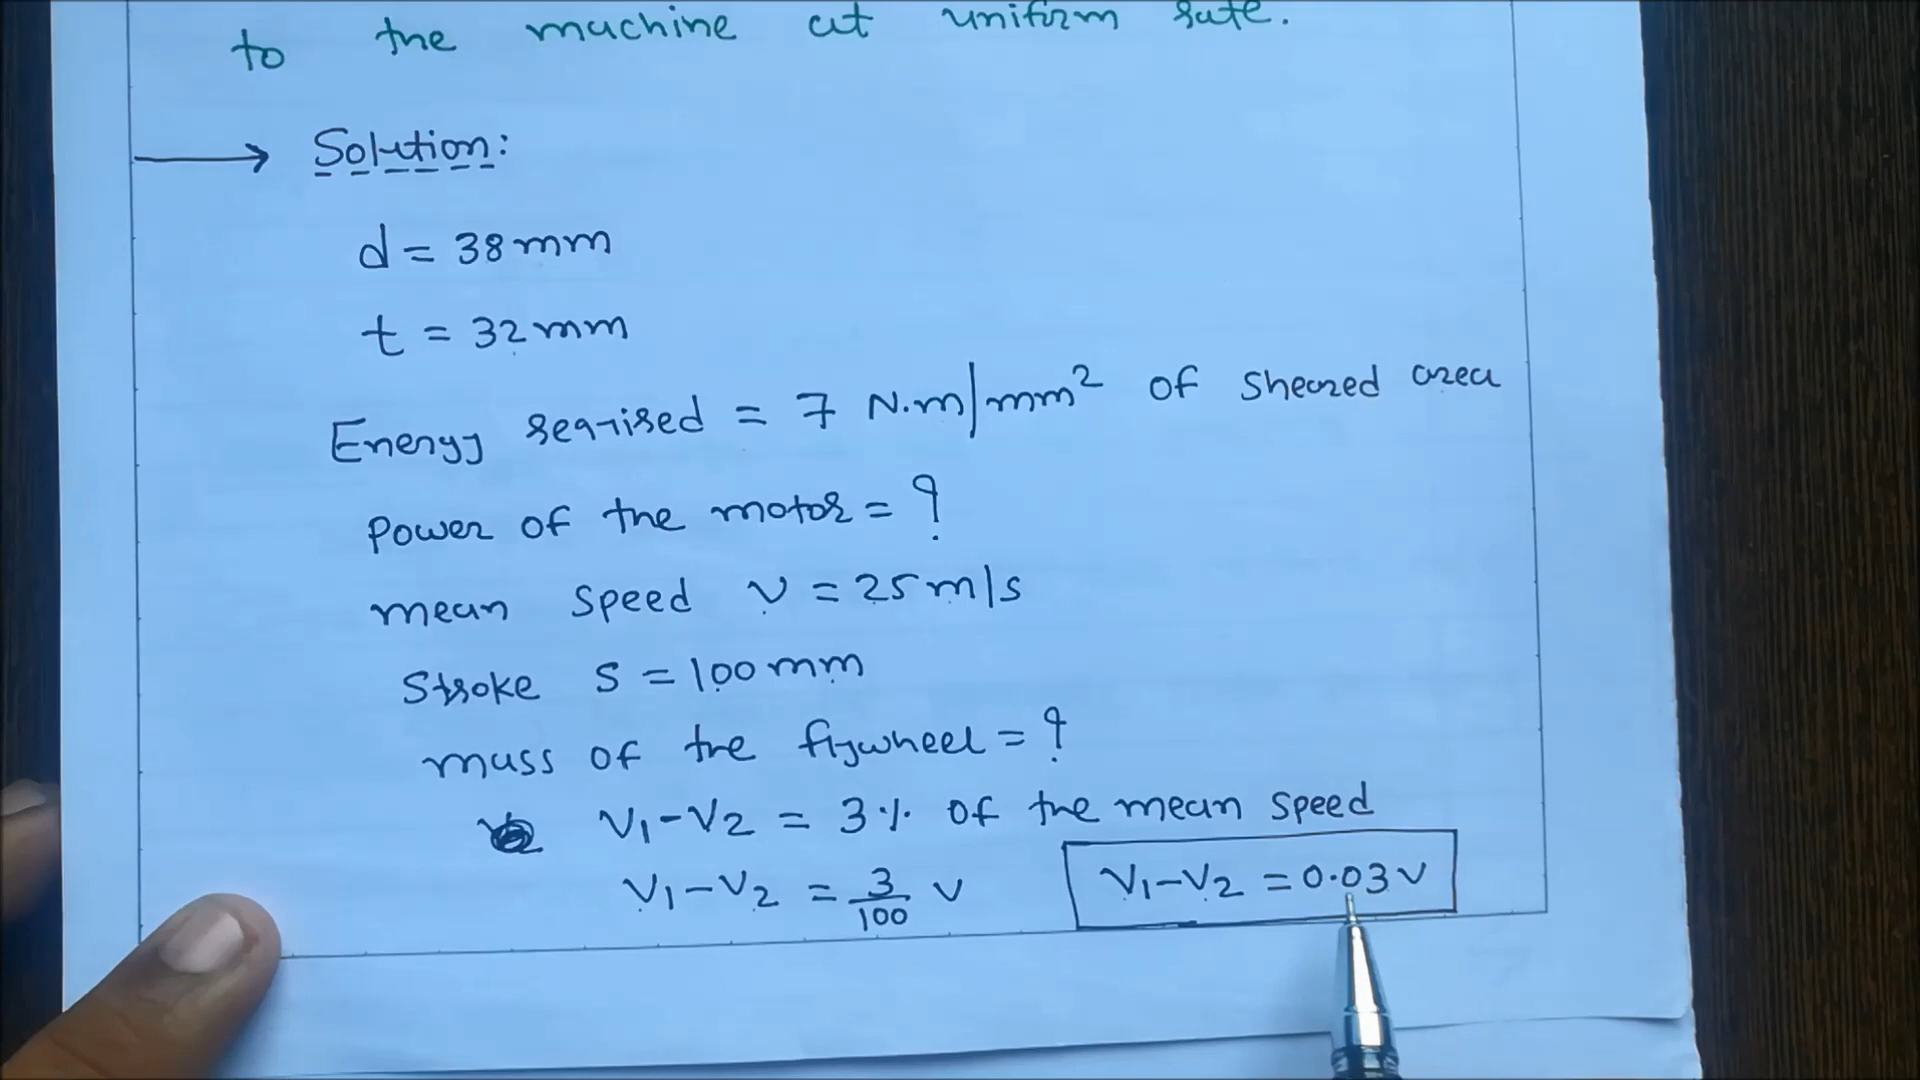 to the machine at uniform rate.
Solution:
d = 38 mm
t = 32 mm
Energy required = 7 N.m/mm² of sheared area
Power of the motor = ?
mean speed v = 25 m/s
Stroke s = 100 mm
mass of the flywheel = ?
V₁-V₂ = 3% of the mean speed
V₁-V₂ = 3/100 v
V₁-V₂ = 0.03 v